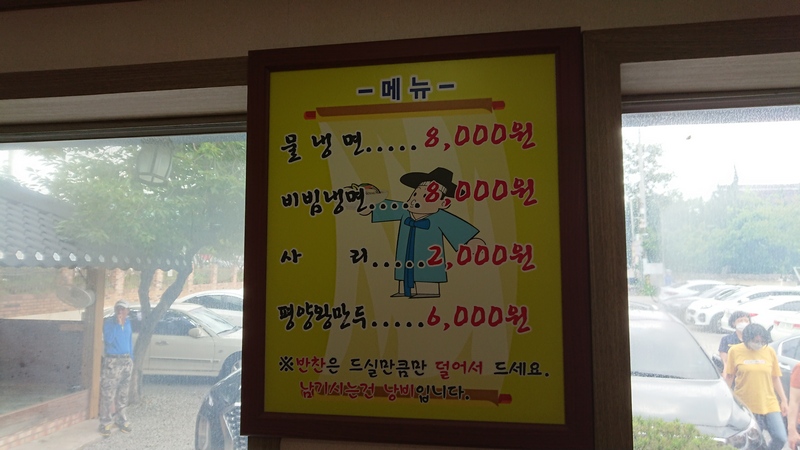 -메뉴-
물냉면.....8,000원
비빔냉면.....8,000원
사 리......2,000원
평양왕만두.....6,000원
※반찬은 드실만큼만 덜어서 드세요.
남기시는건 낭비입니다.